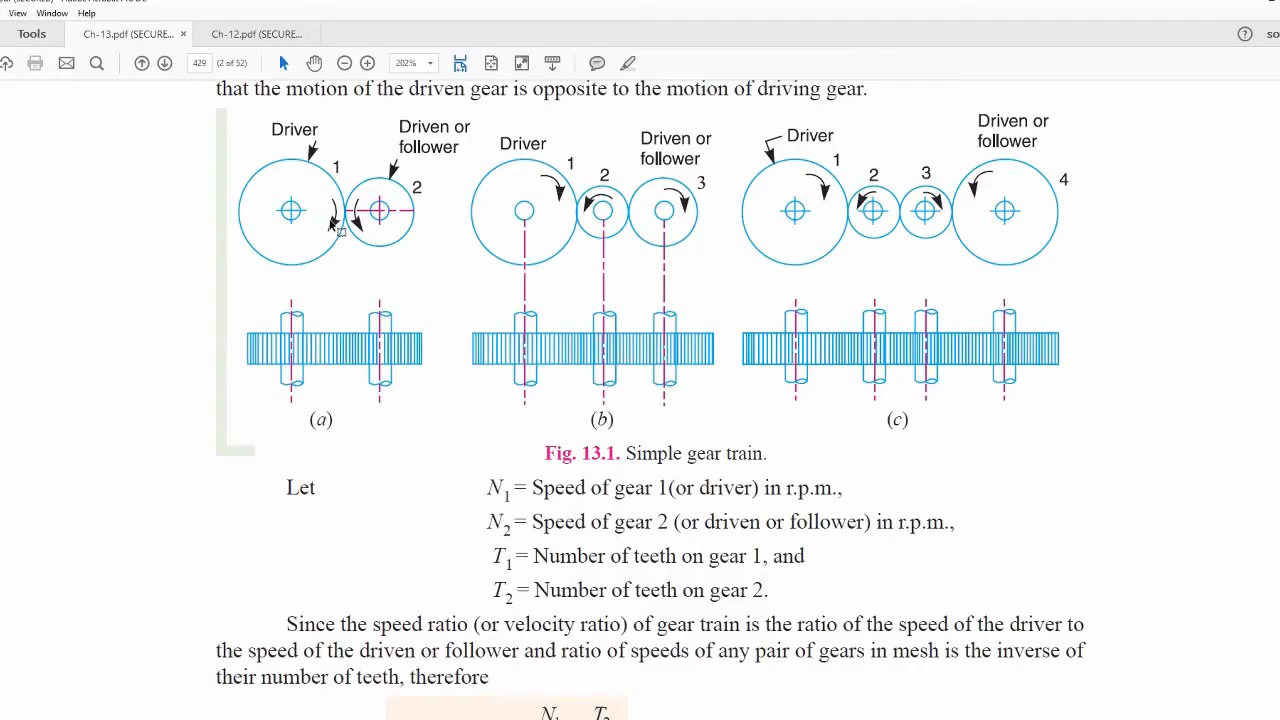 View Window Help
Tools
Ch-13.pdf (SECURE... ×
Ch-12.pdf (SECURE...
?
429 (2 of 52)
202%
that the motion of the driven gear is opposite to the motion of driving gear.
Driver
1
Driven or
follower
2
Driver
1
2
Driven or
follower
3
Driver
1
2
3
Driven or
follower
4
(a)
(b)
(c)
Fig. 13.1. Simple gear train.
Let
N1 = Speed of gear 1(or driver) in r.p.m.,
N2 = Speed of gear 2 (or driven or follower) in r.p.m.,
T1 = Number of teeth on gear 1, and
T2 = Number of teeth on gear 2.
Since the speed ratio (or velocity ratio) of gear train is the ratio of the speed of the driver to
the speed of the driven or follower and ratio of speeds of any pair of gears in mesh is the inverse of
their number of teeth, therefore
N1 T2